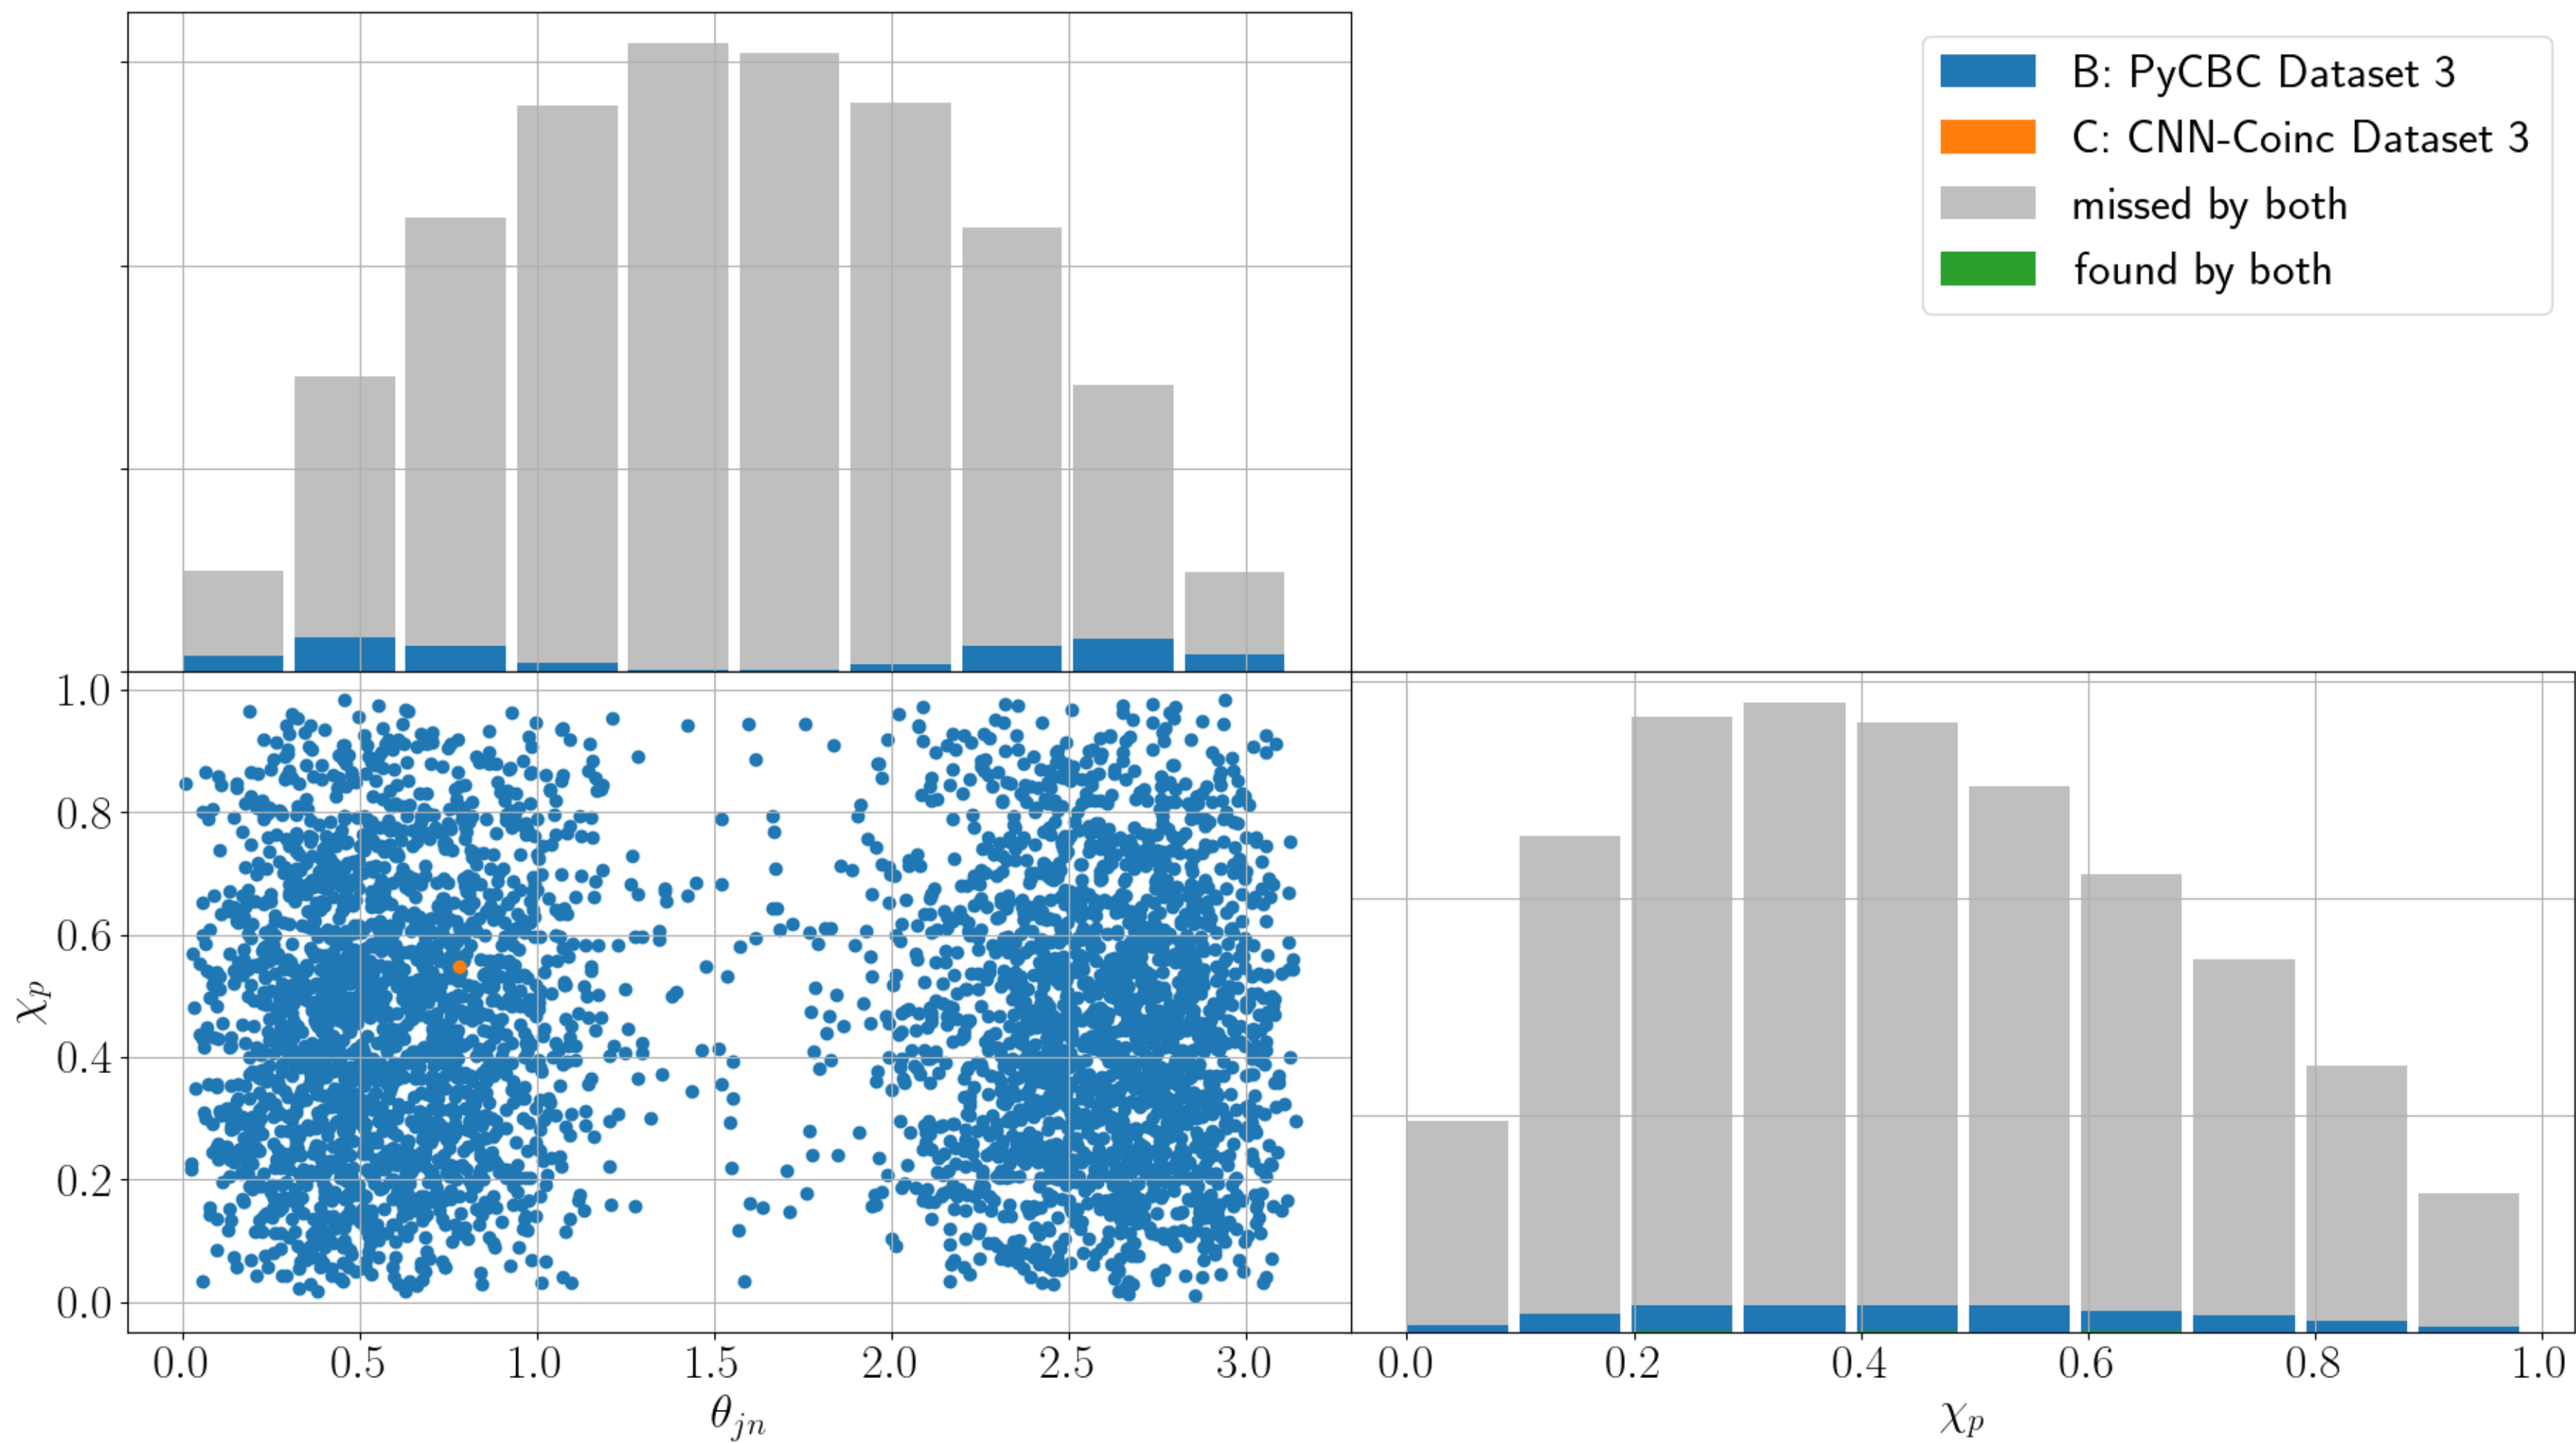 B: PyCBC Dataset 3
C: CNN-Coinc Dataset 3
missed by both
found by both
1.0
0.8
0.6
0.4
0.2
0.0
χp
0.0 0.5 1.0 1.5 2.0 2.5 3.0
θjn
0.0 0.2 0.4 0.6 0.8 1.0
χp